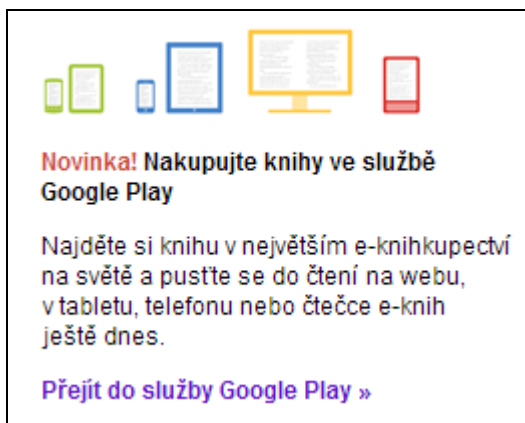 Novinka! Nakupujte knihy ve službě
Google Play
Najděte si knihu v největším e-knihkupectví
na světě a pusťte se do čtení na webu,
v tabletu, telefonu nebo čtečce e-knih
ještě dnes.
Přejít do služby Google Play »